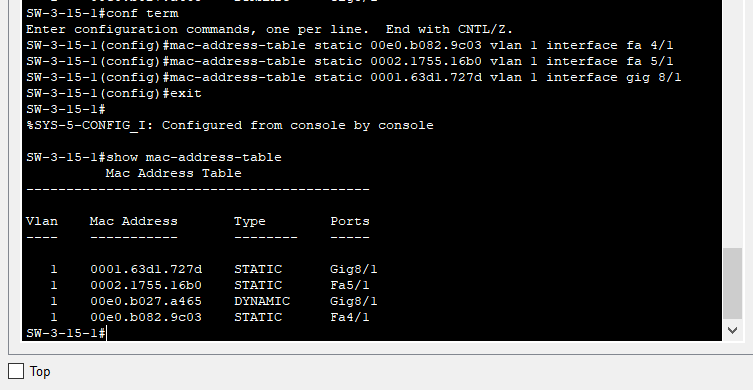 SW-3-15-1#conf term
Enter configuration commands, one per line.  End with CNTL/Z.
SW-3-15-1(config)#mac-address-table static 00e0.b082.9c03 vlan 1 interface fa 4/1
SW-3-15-1(config)#mac-address-table static 0002.1755.16b0 vlan 1 interface fa 5/1
SW-3-15-1(config)#mac-address-table static 0001.63d1.727d vlan 1 interface gig 8/1
SW-3-15-1(config)#exit
SW-3-15-1#
%SYS-5-CONFIG_I: Configured from console by console
SW-3-15-1#show mac-address-table
Mac Address Table
-------------------------------------------
Vlan    Mac Address       Type        Ports
----    -----------       --------    -----
1    0001.63d1.727d    STATIC      Gig8/1
1    0002.1755.16b0    STATIC      Fa5/1
1    00e0.b027.a465    DYNAMIC     Gig8/1
1    00e0.b082.9c03    STATIC      Fa4/1
SW-3-15-1#
Top